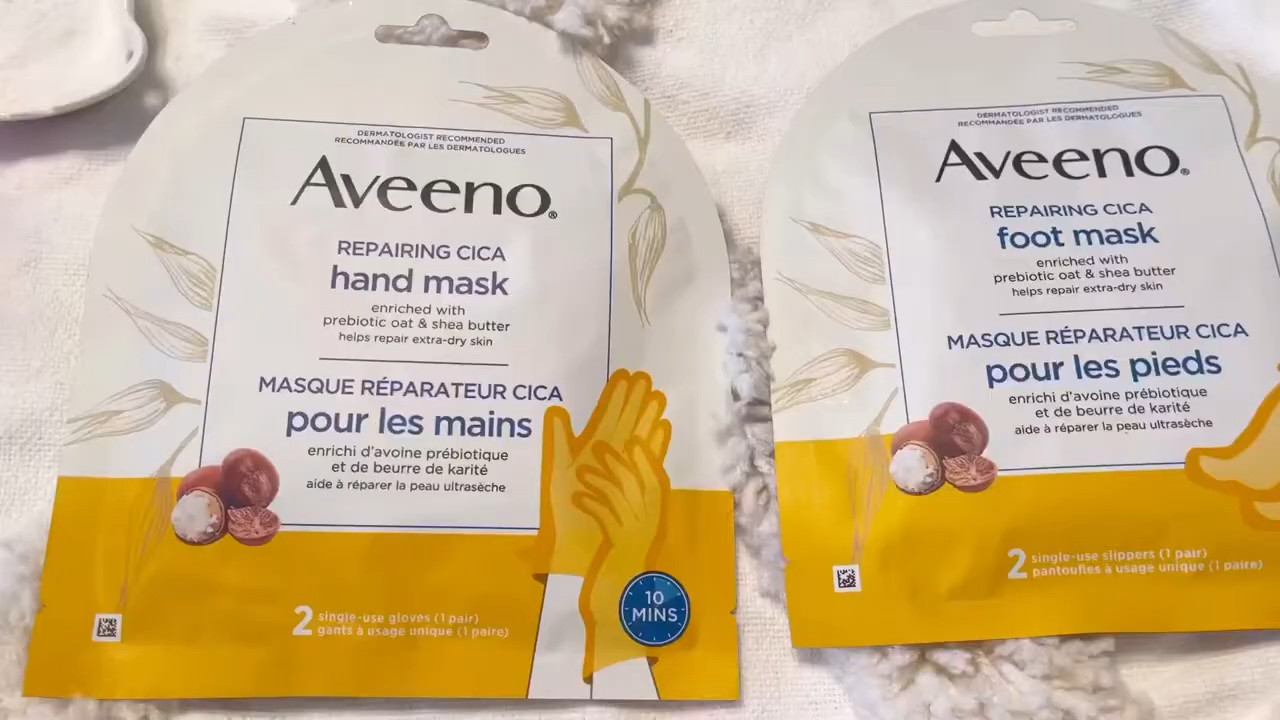 DERMATOLOGIST RECOMMENDED
RECOMMANDÉE PAR LES DERMATOLOGUES
Aveeno®
REPAIRING CICA
hand mask
enriched with
prebiotic oat & shea butter
helps repair extra-dry skin
MASQUE RÉPARATEUR CICA
pour les mains
enrichi d'avoine prébiotique
et de beurre de karité
aide à réparer la peau ultrasèche
10
MINS
2 single-use gloves (1 pair)
gants à usage unique (1 paire)
DERMATOLOGIST RECOMMENDED
RECOMMANDÉE PAR LES DERMATOLOGUES
Aveeno®
REPAIRING CICA
foot mask
enriched with
prebiotic oat & shea butter
helps repair extra-dry skin
MASQUE RÉPARATEUR CICA
pour les pieds
enrichi d'avoine prébiotique
et de beurre de karité
aide à réparer la peau ultrasèche
2 single-use slippers (1 pair)
pantoufles à usage unique (1 paire)